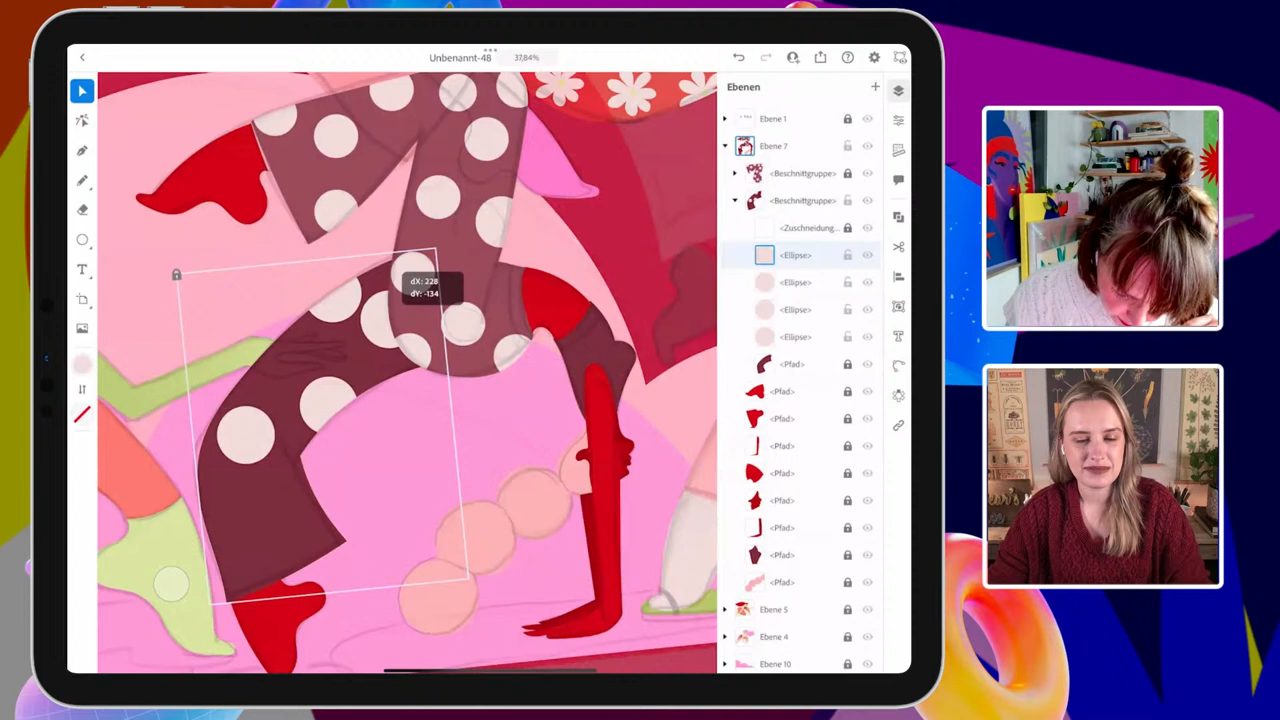 Unbenannt-48
37,84%
Ebenen
Ebene 1
Ebene 7
<Beschnittgruppe>
<Beschnittgruppe>
<Zuschneidung...
<Ellipse>
<Ellipse>
<Ellipse>
<Ellipse>
<Pfad>
<Pfad>
<Pfad>
<Pfad>
<Pfad>
<Pfad>
<Pfad>
<Pfad>
<Pfad>
Ebene 5
Ebene 4
Ebene 10
dX: 228
dY: -134